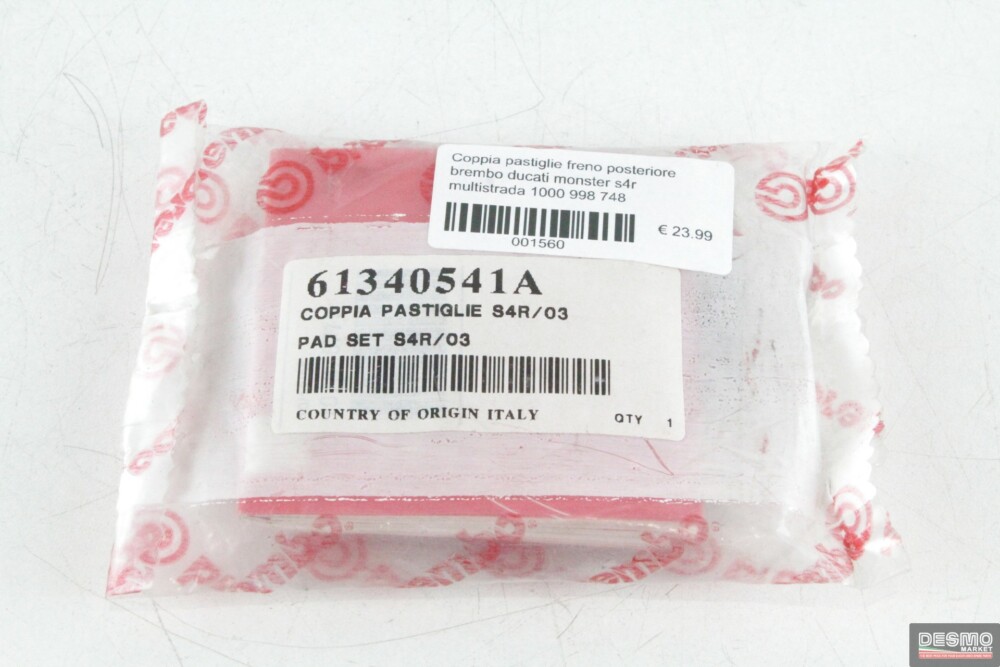 Coppia pastiglie freno posteriore
brembo ducati monster s4r
multistrada 1000 998 748
€ 23.99
001560
61340541A
COPPIA PASTIGLIE S4R/03
PAD SET S4R/03
COUNTRY OF ORIGIN ITALY
QTY 1
brembo
DESMO
MARKET